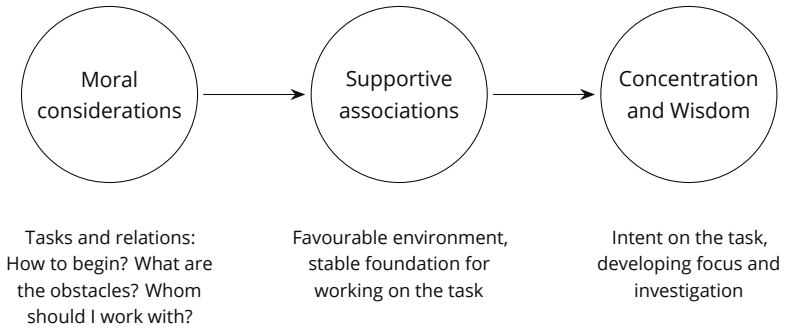 Moral
considerations
Supportive
associations
Concentration
and Wisdom
Tasks and relations:
How to begin? What are
the obstacles? Whom
should I work with?
Favourable environment,
stable foundation for
working on the task
Intent on the task,
developing focus and
investigation